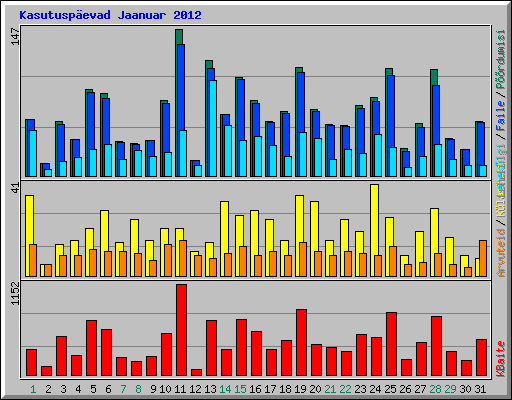 Kasutuspäevad Jaanuar 2012
147
41
1152
KBaite
Arvuteid / Külaskäigi / Faile / Pöördumisi
1 2 3 4 5 6 7 8 9 10 11 12 13 14 15 16 17 18 19 20 21 22 23 24 25 26 27 28 29 30 31